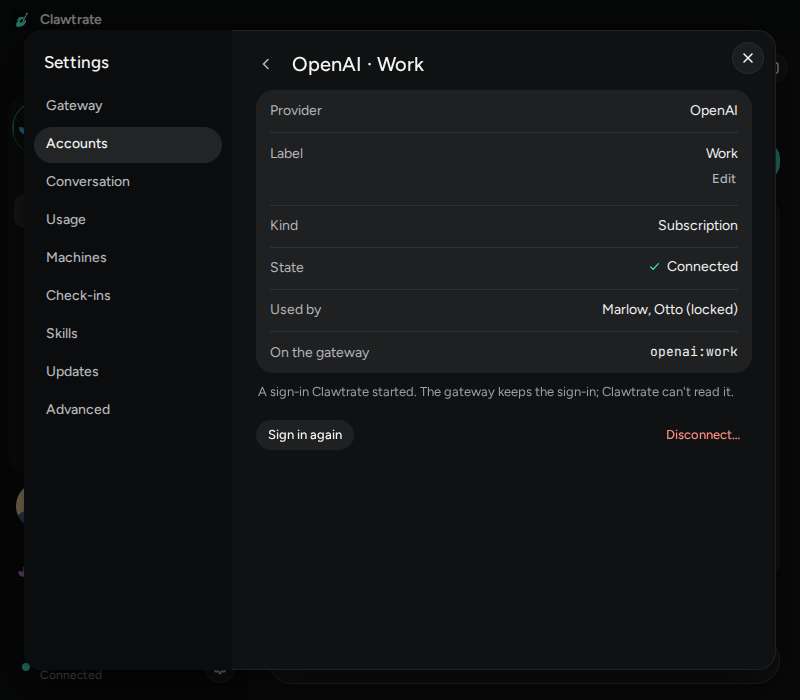 Clawtrate
Settings
OpenAI · Work
Gateway
Accounts
Conversation
Usage
Machines
Check-ins
Skills
Updates
Advanced
Provider OpenAI
Label Work
Edit
Kind Subscription
State Connected
Used by Marlow, Otto (locked)
On the gateway openai:work
A sign-in Clawtrate started. The gateway keeps the sign-in; Clawtrate can't read it.
Sign in again Disconnect...
Connected